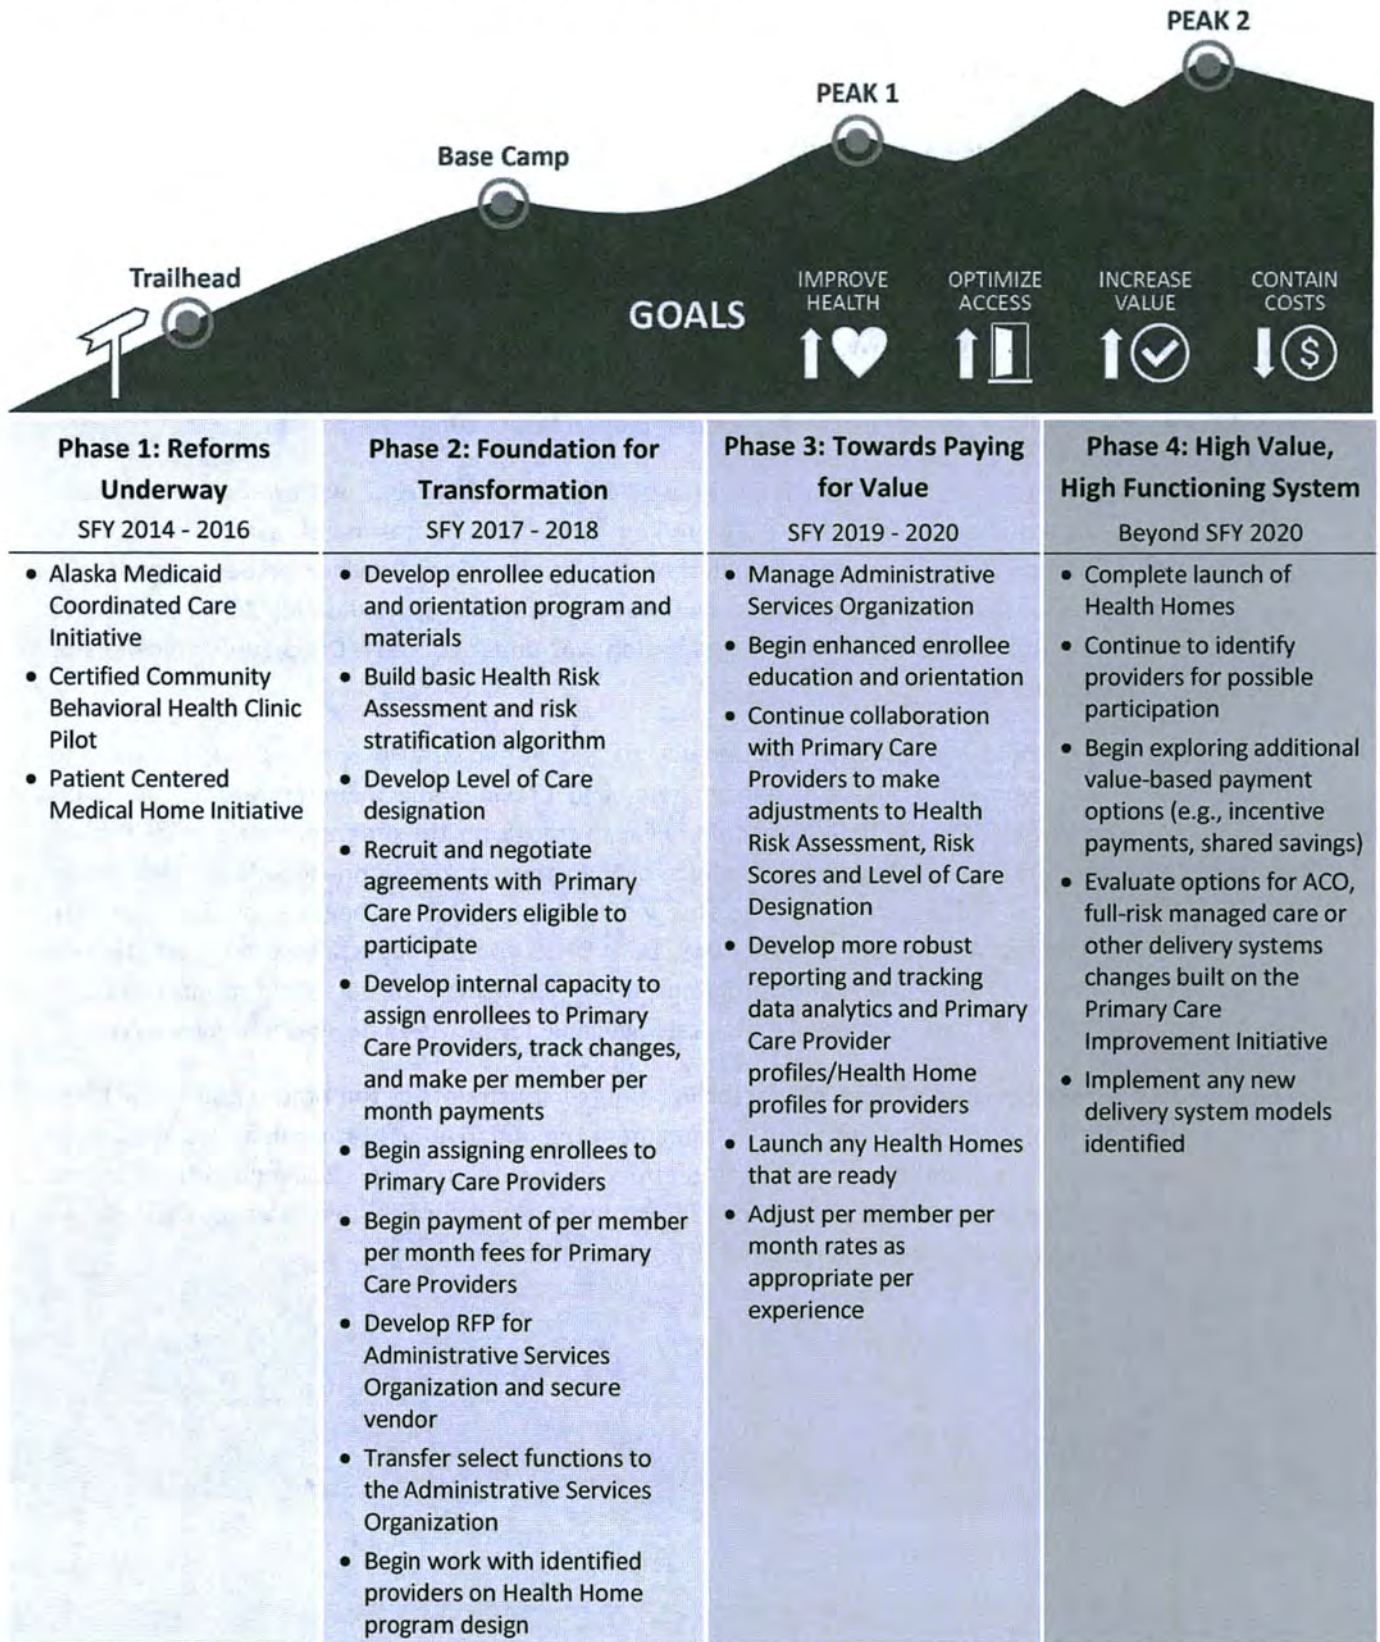 PEAK 2
PEAK 1
Base Camp
Trailhead
GOALS
IMPROVE
HEALTH
OPTIMIZE
ACCESS
INCREASE
VALUE
CONTAIN
COSTS
$
Phase 1: Reforms
Underway
SFY 2014 - 2016
• Alaska Medicaid
Coordinated Care
Initiative
• Certified Community
Behavioral Health Clinic
Pilot
• Patient Centered
Medical Home Initiative
Phase 2: Foundation for
Transformation
SFY 2017 - 2018
• Develop enrollee education
and orientation program and
materials
• Build basic Health Risk
Assessment and risk
stratification algorithm
• Develop Level of Care
designation
• Recruit and negotiate
agreements with Primary
Care Providers eligible to
participate
• Develop internal capacity to
assign enrollees to Primary
Care Providers, track changes,
and make per member per
month payments
• Begin assigning enrollees to
Primary Care Providers
• Begin payment of per member
per month fees for Primary
Care Providers
• Develop RFP for
Administrative Services
Organization and secure
vendor
• Transfer select functions to
the Administrative Services
Organization
• Begin work with identified
providers on Health Home
program design
Phase 3: Towards Paying
for Value
SFY 2019 - 2020
• Manage Administrative
Services Organization
• Begin enhanced enrollee
education and orientation
• Continue collaboration
with Primary Care
Providers to make
adjustments to Health
Risk Assessment, Risk
Scores and Level of Care
Designation
• Develop more robust
reporting and tracking
data analytics and Primary
Care Provider
profiles/Health Home
profiles for providers
• Launch any Health Homes
that are ready
• Adjust per member per
month rates as
appropriate per
experience
Phase 4: High Value,
High Functioning System
Beyond SFY 2020
• Complete launch of
Health Homes
• Continue to identify
providers for possible
participation
• Begin exploring additional
value-based payment
options (e.g., incentive
payments, shared savings)
• Evaluate options for ACO,
full-risk managed care or
other delivery systems
changes built on the
Primary Care
Improvement Initiative
• Implement any new
delivery system models
identified